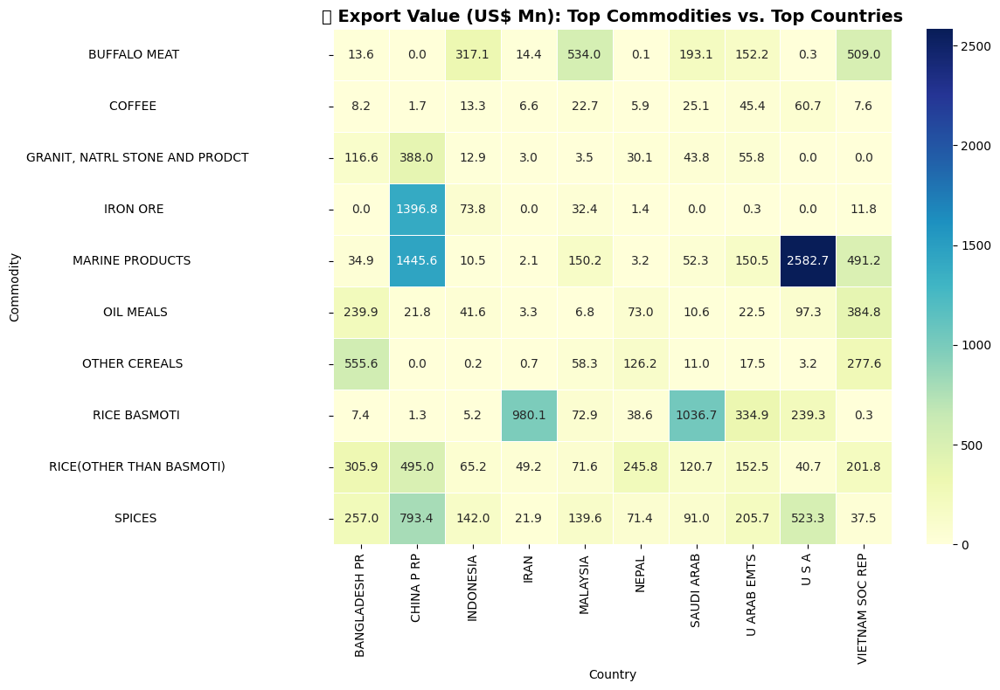 ▯ Export Value (US$ Mn): Top Commodities vs. Top Countries
BUFFALO MEAT 13.6 0.0 317.1 14.4 534.0 0.1 193.1 152.2 0.3 509.0
COFFEE 8.2 1.7 13.3 6.6 22.7 5.9 25.1 45.4 60.7 7.6
GRANIT, NATRL STONE AND PRODCT 116.6 388.0 12.9 3.0 3.5 30.1 43.8 55.8 0.0 0.0
IRON ORE 0.0 1396.8 73.8 0.0 32.4 1.4 0.0 0.3 0.0 11.8
MARINE PRODUCTS 34.9 1445.6 10.5 2.1 150.2 3.2 52.3 150.5 2582.7 491.2
OIL MEALS 239.9 21.8 41.6 3.3 6.8 73.0 10.6 22.5 97.3 384.8
OTHER CEREALS 555.6 0.0 0.2 0.7 58.3 126.2 11.0 17.5 3.2 277.6
RICE BASMOTI 7.4 1.3 5.2 980.1 72.9 38.6 1036.7 334.9 239.3 0.3
RICE(OTHER THAN BASMOTI) 305.9 495.0 65.2 49.2 71.6 245.8 120.7 152.5 40.7 201.8
SPICES 257.0 793.4 142.0 21.9 139.6 71.4 91.0 205.7 523.3 37.5
Commodity
BANGLADESH PR
CHINA P RP
INDONESIA
IRAN
MALAYSIA
NEPAL
SAUDI ARAB
U ARAB EMTS
U S A
VIETNAM SOC REP
Country
2500
2000
1500
1000
500
0